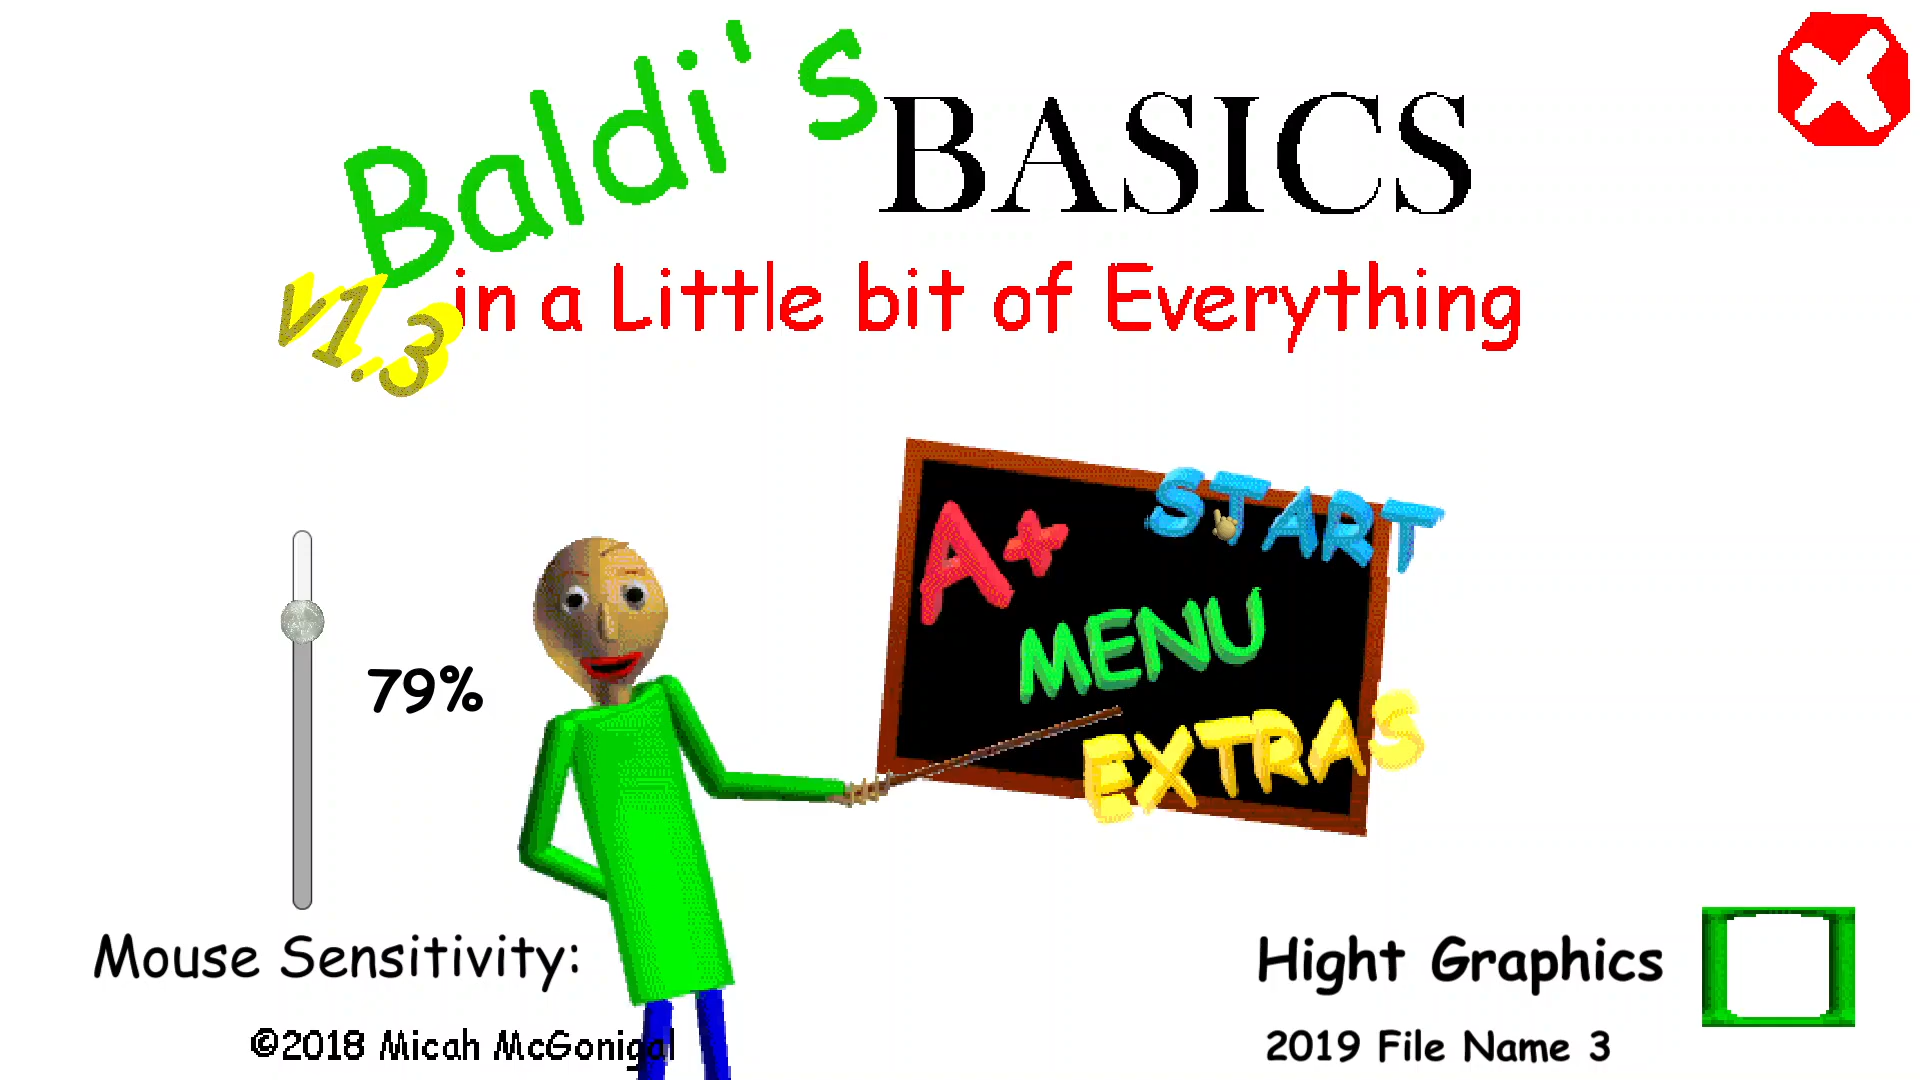 Baldi's BASICS
in a Little bit of Everything
v1.3
START
A+
MENU
EXTRAS
79%
Mouse Sensitivity:
Hight Graphics
©2018 Micah McGonigal
2019 File Name 3